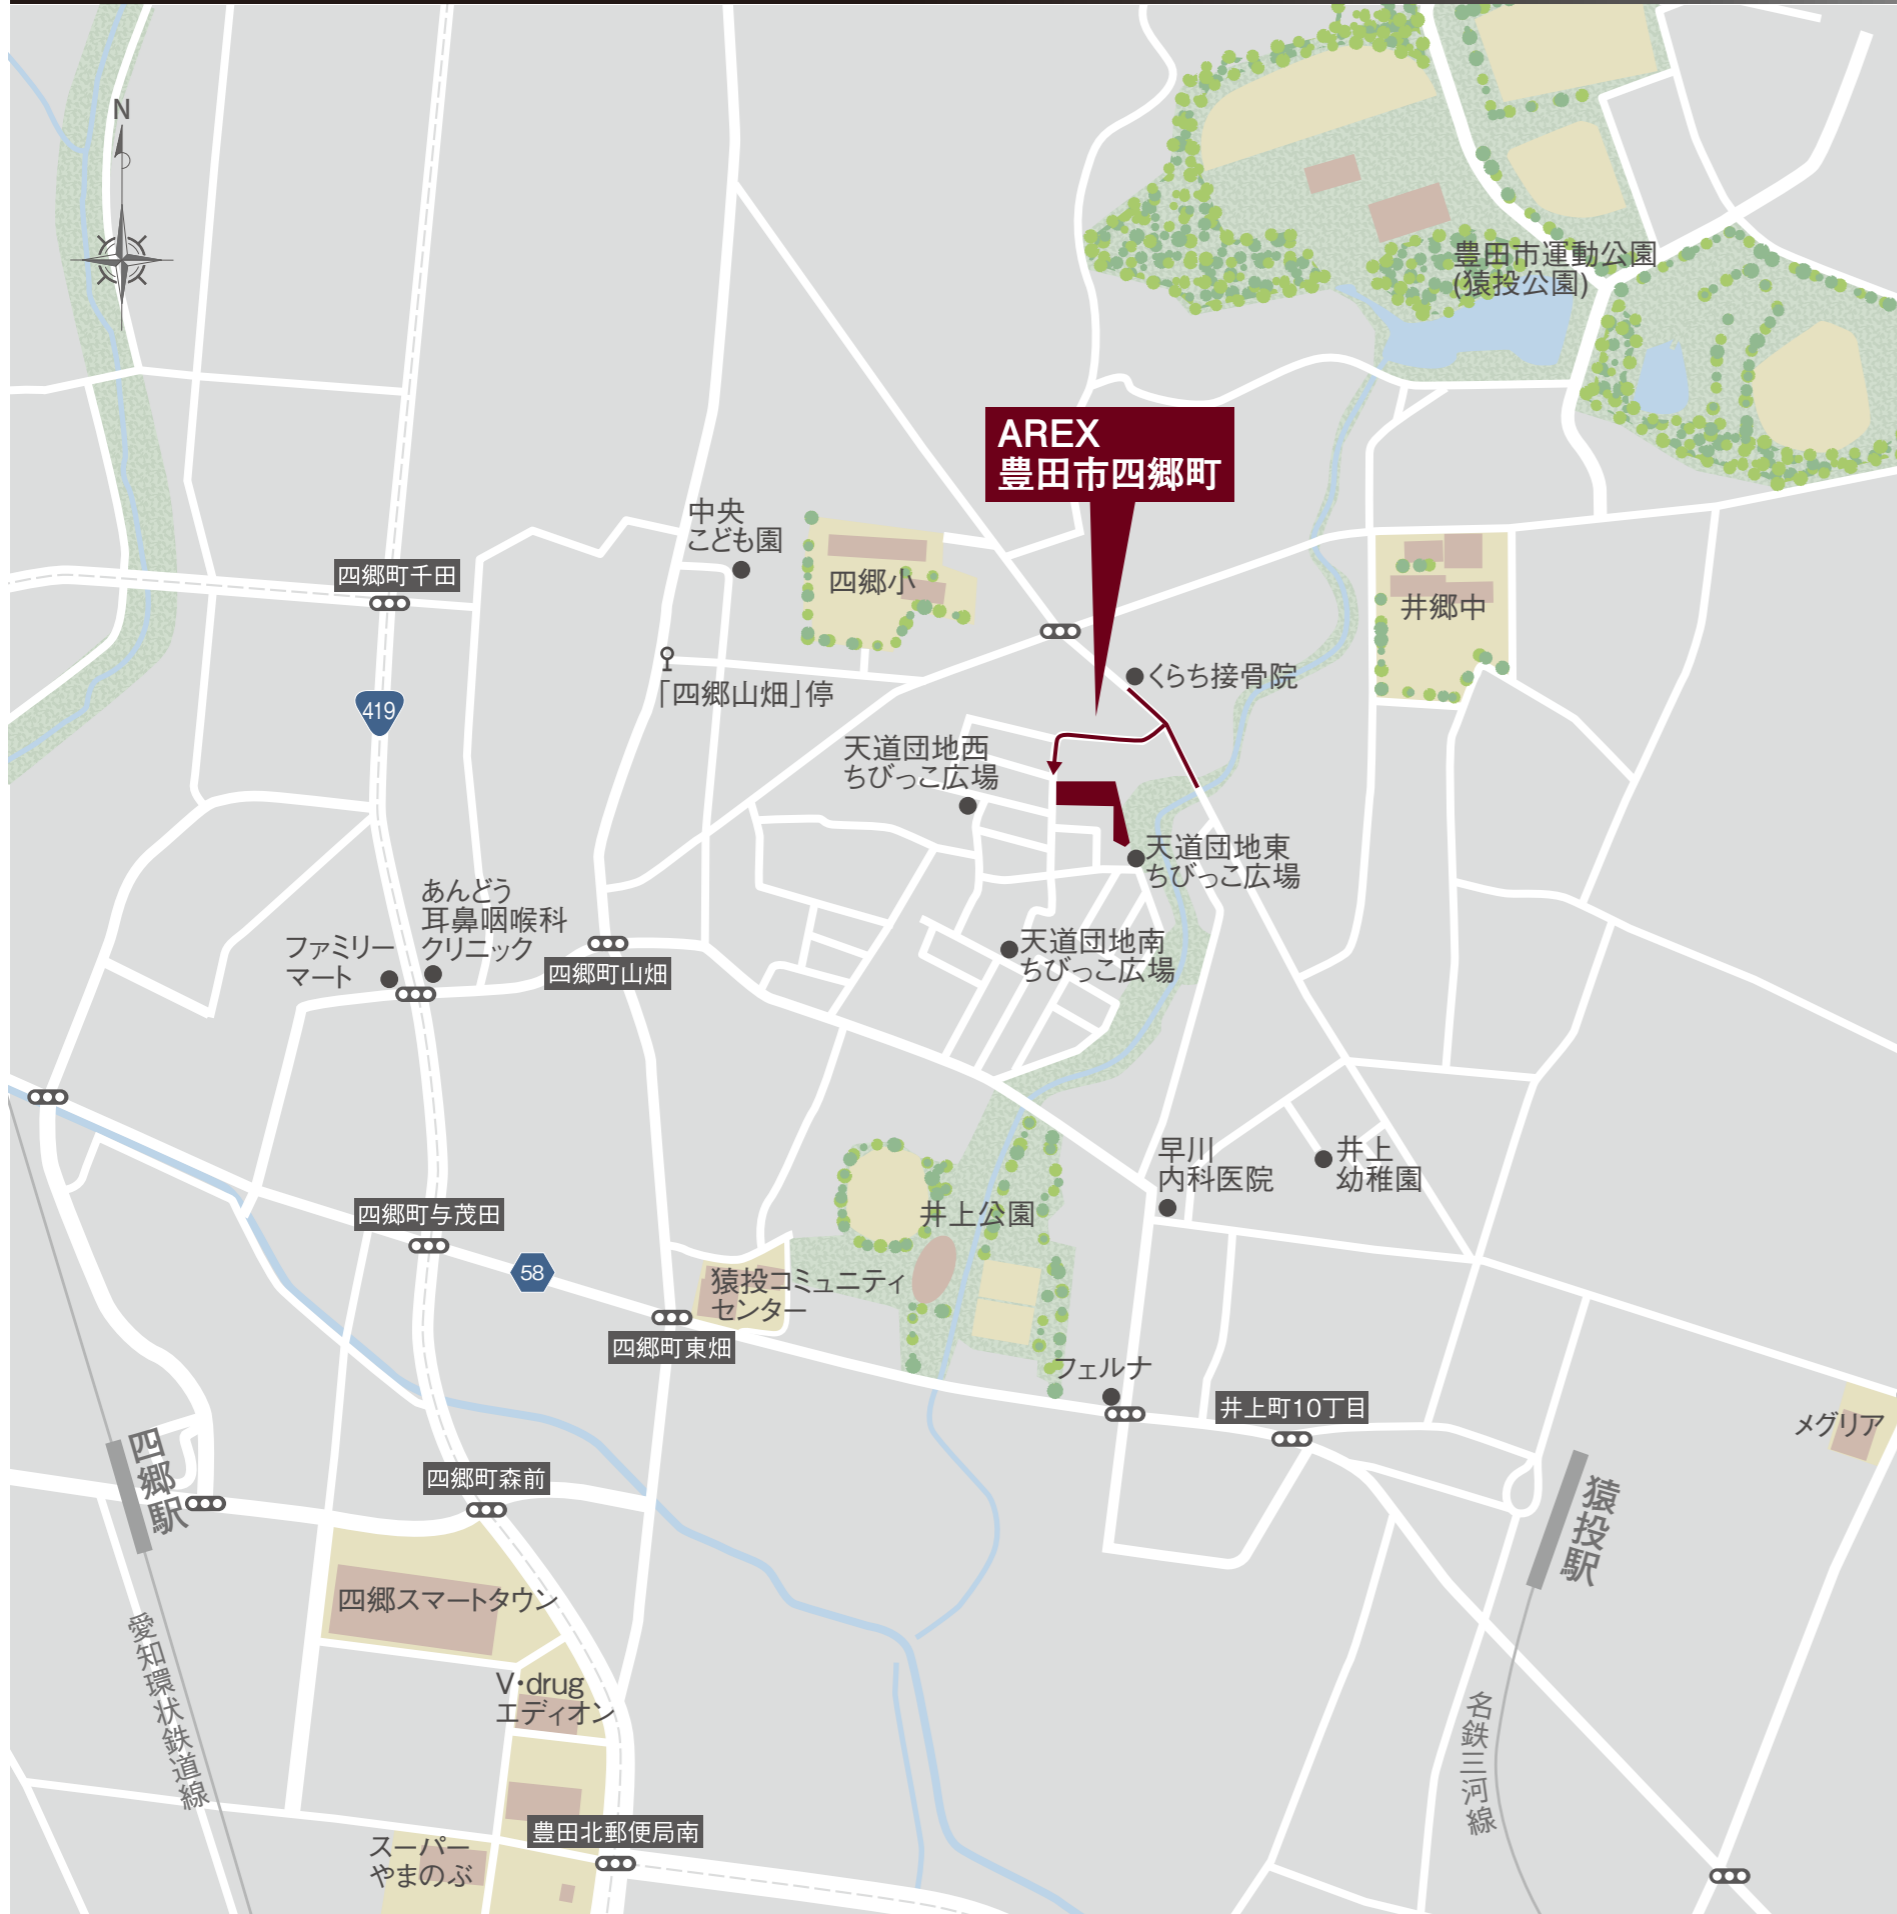 N
豊田市運動公園
(猿投公園)
AREX
豊田市四郷町
中央
こども園
四郷小
四郷町千田
井郷中
419
「四郷山畑」停
くらち接骨院
天道団地西
ちびっこ広場
天道団地東
ちびっこ広場
あんどう
耳鼻咽喉科
クリニック
ファミリー
マート
四郷町山畑
天道団地南
ちびっこ広場
早川
内科医院
井上
幼稚園
四郷町与茂田
井上公園
58
猿投コミュニティ
センター
四郷町東畑
フェルナ
井上町10丁目
メグリア
四郷駅
四郷町森前
猿投駅
四郷スマートタウン
愛知環状鉄道線
V・drug
エディオン
名鉄三河線
豊田北郵便局南
スーパー
やまのぶ